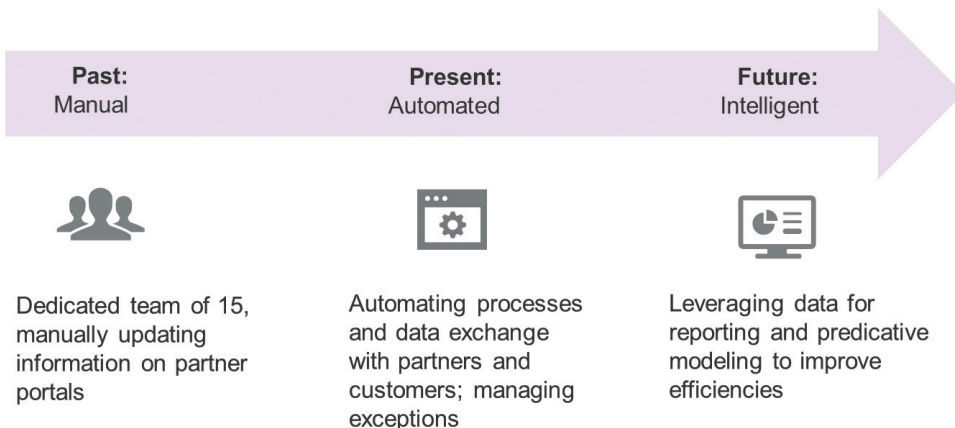 Past:
Manual
Present:
Automated
Future:
Intelligent
Dedicated team of 15,
manually updating
information on partner
portals
Automating processes
and data exchange
with partners and
customers; managing
exceptions
Leveraging data for
reporting and predicative
modeling to improve
efficiencies